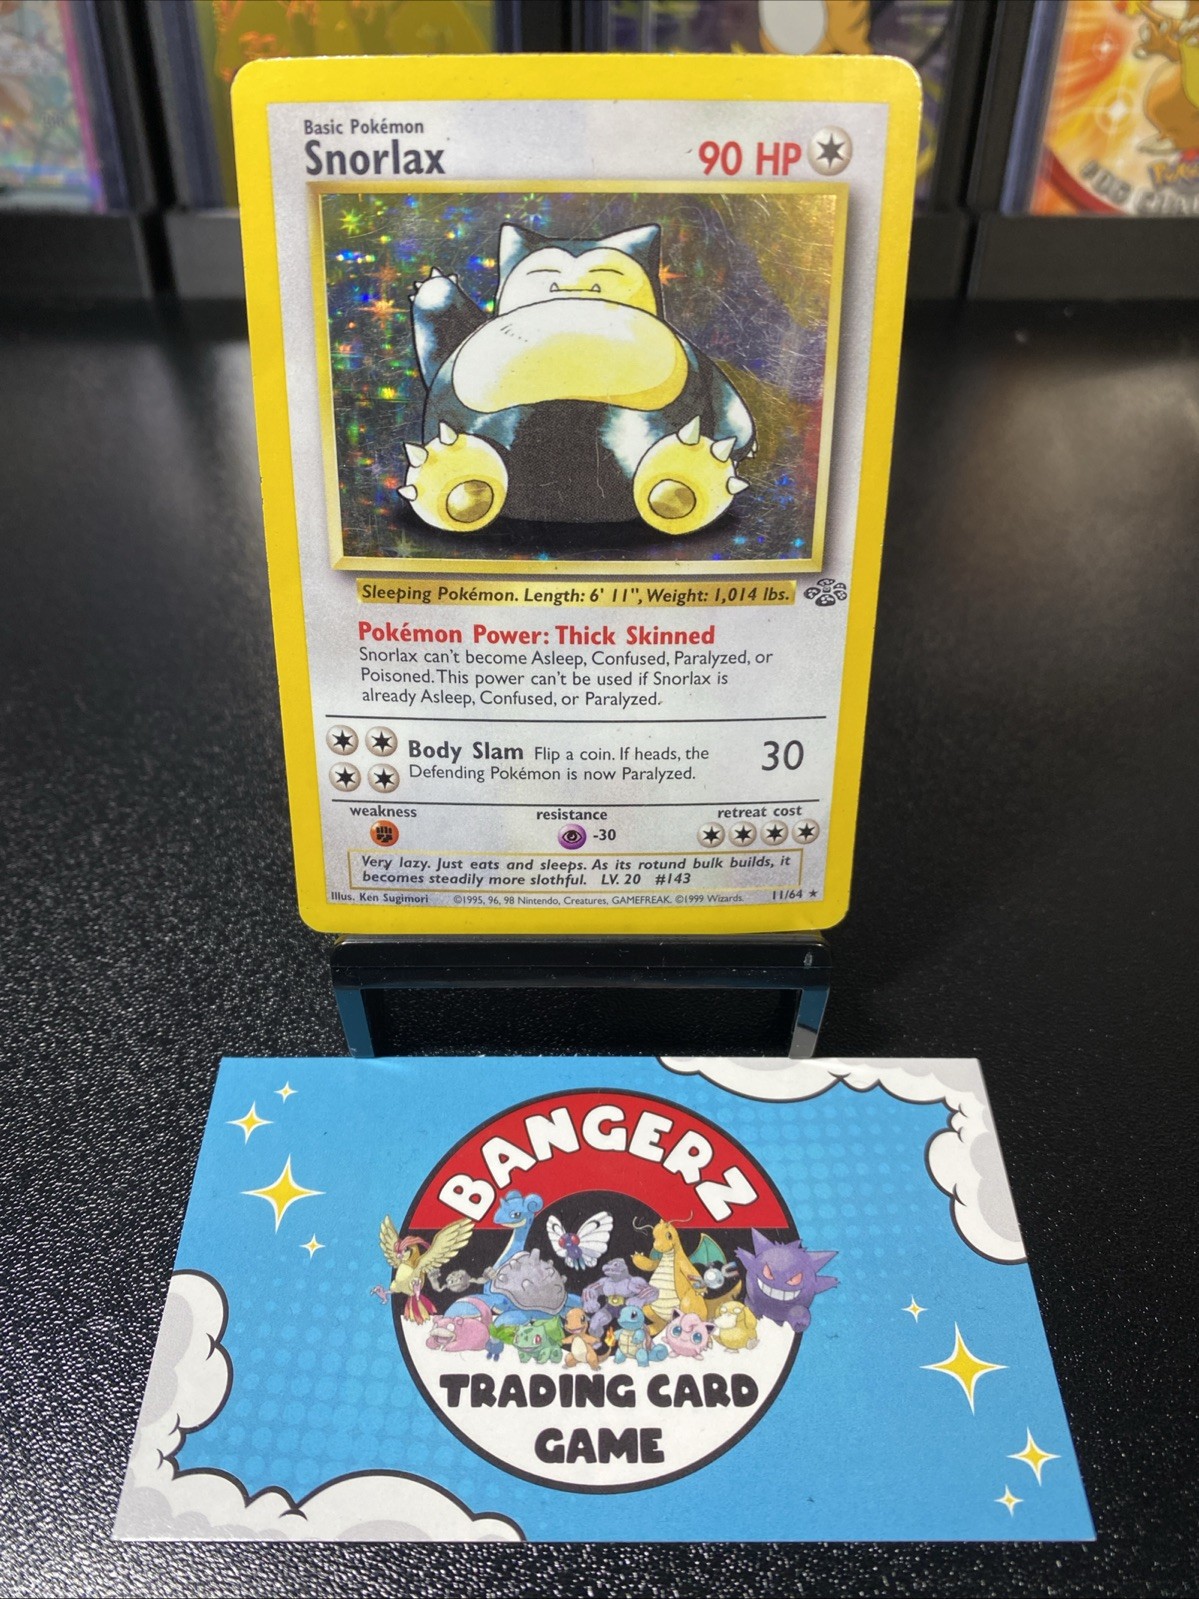 Basic Pokémon
Snorlax
90 HP
Sleeping Pokémon. Length: 6' 11", Weight: 1,014 lbs.
Pokémon Power: Thick Skinned
Snorlax can't become Asleep, Confused, Paralyzed, or
Poisoned. This power can't be used if Snorlax is
already Asleep, Confused, or Paralyzed.
Body Slam Flip a coin. If heads, the
Defending Pokémon is now Paralyzed.
30
weakness
resistance
retreat cost
-30
Very lazy. Just eats and sleeps. As its rotund bulk builds, it
becomes steadily more slothful. LV. 20 #143
Illus. Ken Sugimori ©1995, 96, 98 Nintendo, Creatures, GAMEFREAK. ©1999 Wizards. 11/64 ★
BANGERZ
TRADING CARD
GAME